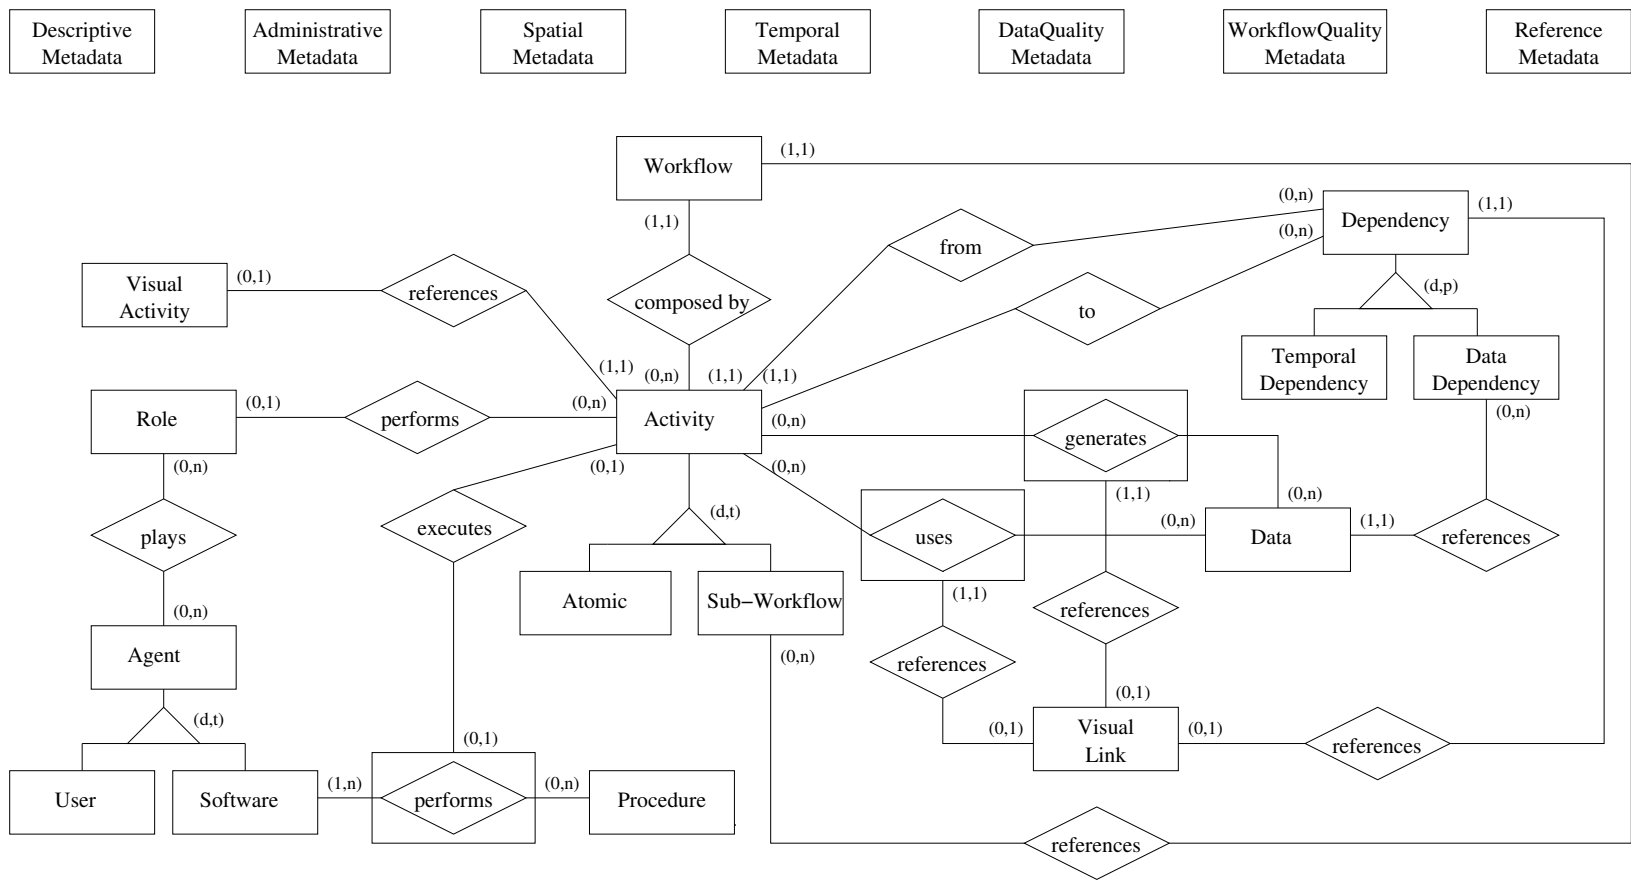 Descriptive
Metadata
Administrative
Metadata
Spatial
Metadata
Temporal
Metadata
DataQuality
Metadata
WorkflowQuality
Metadata
Reference
Metadata
Workflow
(1,1)
(1,1)
(0,n)
Dependency
(1,1)
(0,n)
from
Visual
Activity
(0,1)
references
composed by
to
(d,p)
(1,1)
(0,n)
(1,1)
(1,1)
Temporal
Dependency
Data
Dependency
Role
(0,1)
performs
(0,n)
Activity
(0,n)
generates
(0,n)
(0,n)
(0,1)
(0,n)
(1,1)
(0,n)
plays
executes
(d,t)
uses
(0,n)
Data
(1,1)
references
Atomic
Sub−Workflow
(1,1)
references
(0,n)
Agent
(0,n)
references
(d,t)
(0,1)
(0,1)
(0,1)
Visual
Link
(0,1)
references
User
Software
(1,n)
performs
(0,n)
Procedure
references